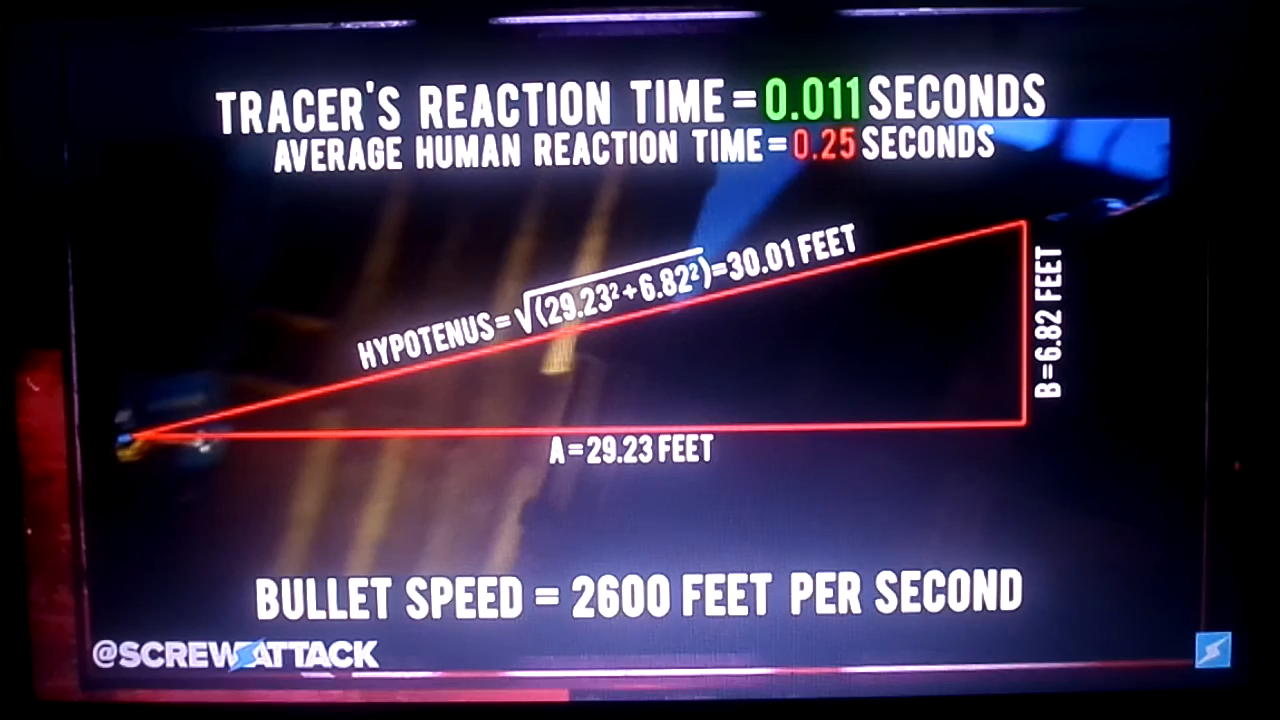 TRACER'S REACTION TIME = 0.011 SECONDS
AVERAGE HUMAN REACTION TIME = 0.25 SECONDS
HYPOTENUS = √(29.23² + 6.82²) = 30.01 FEET
B = 6.82 FEET
A = 29.23 FEET
BULLET SPEED = 2600 FEET PER SECOND
@SCREWATTACK